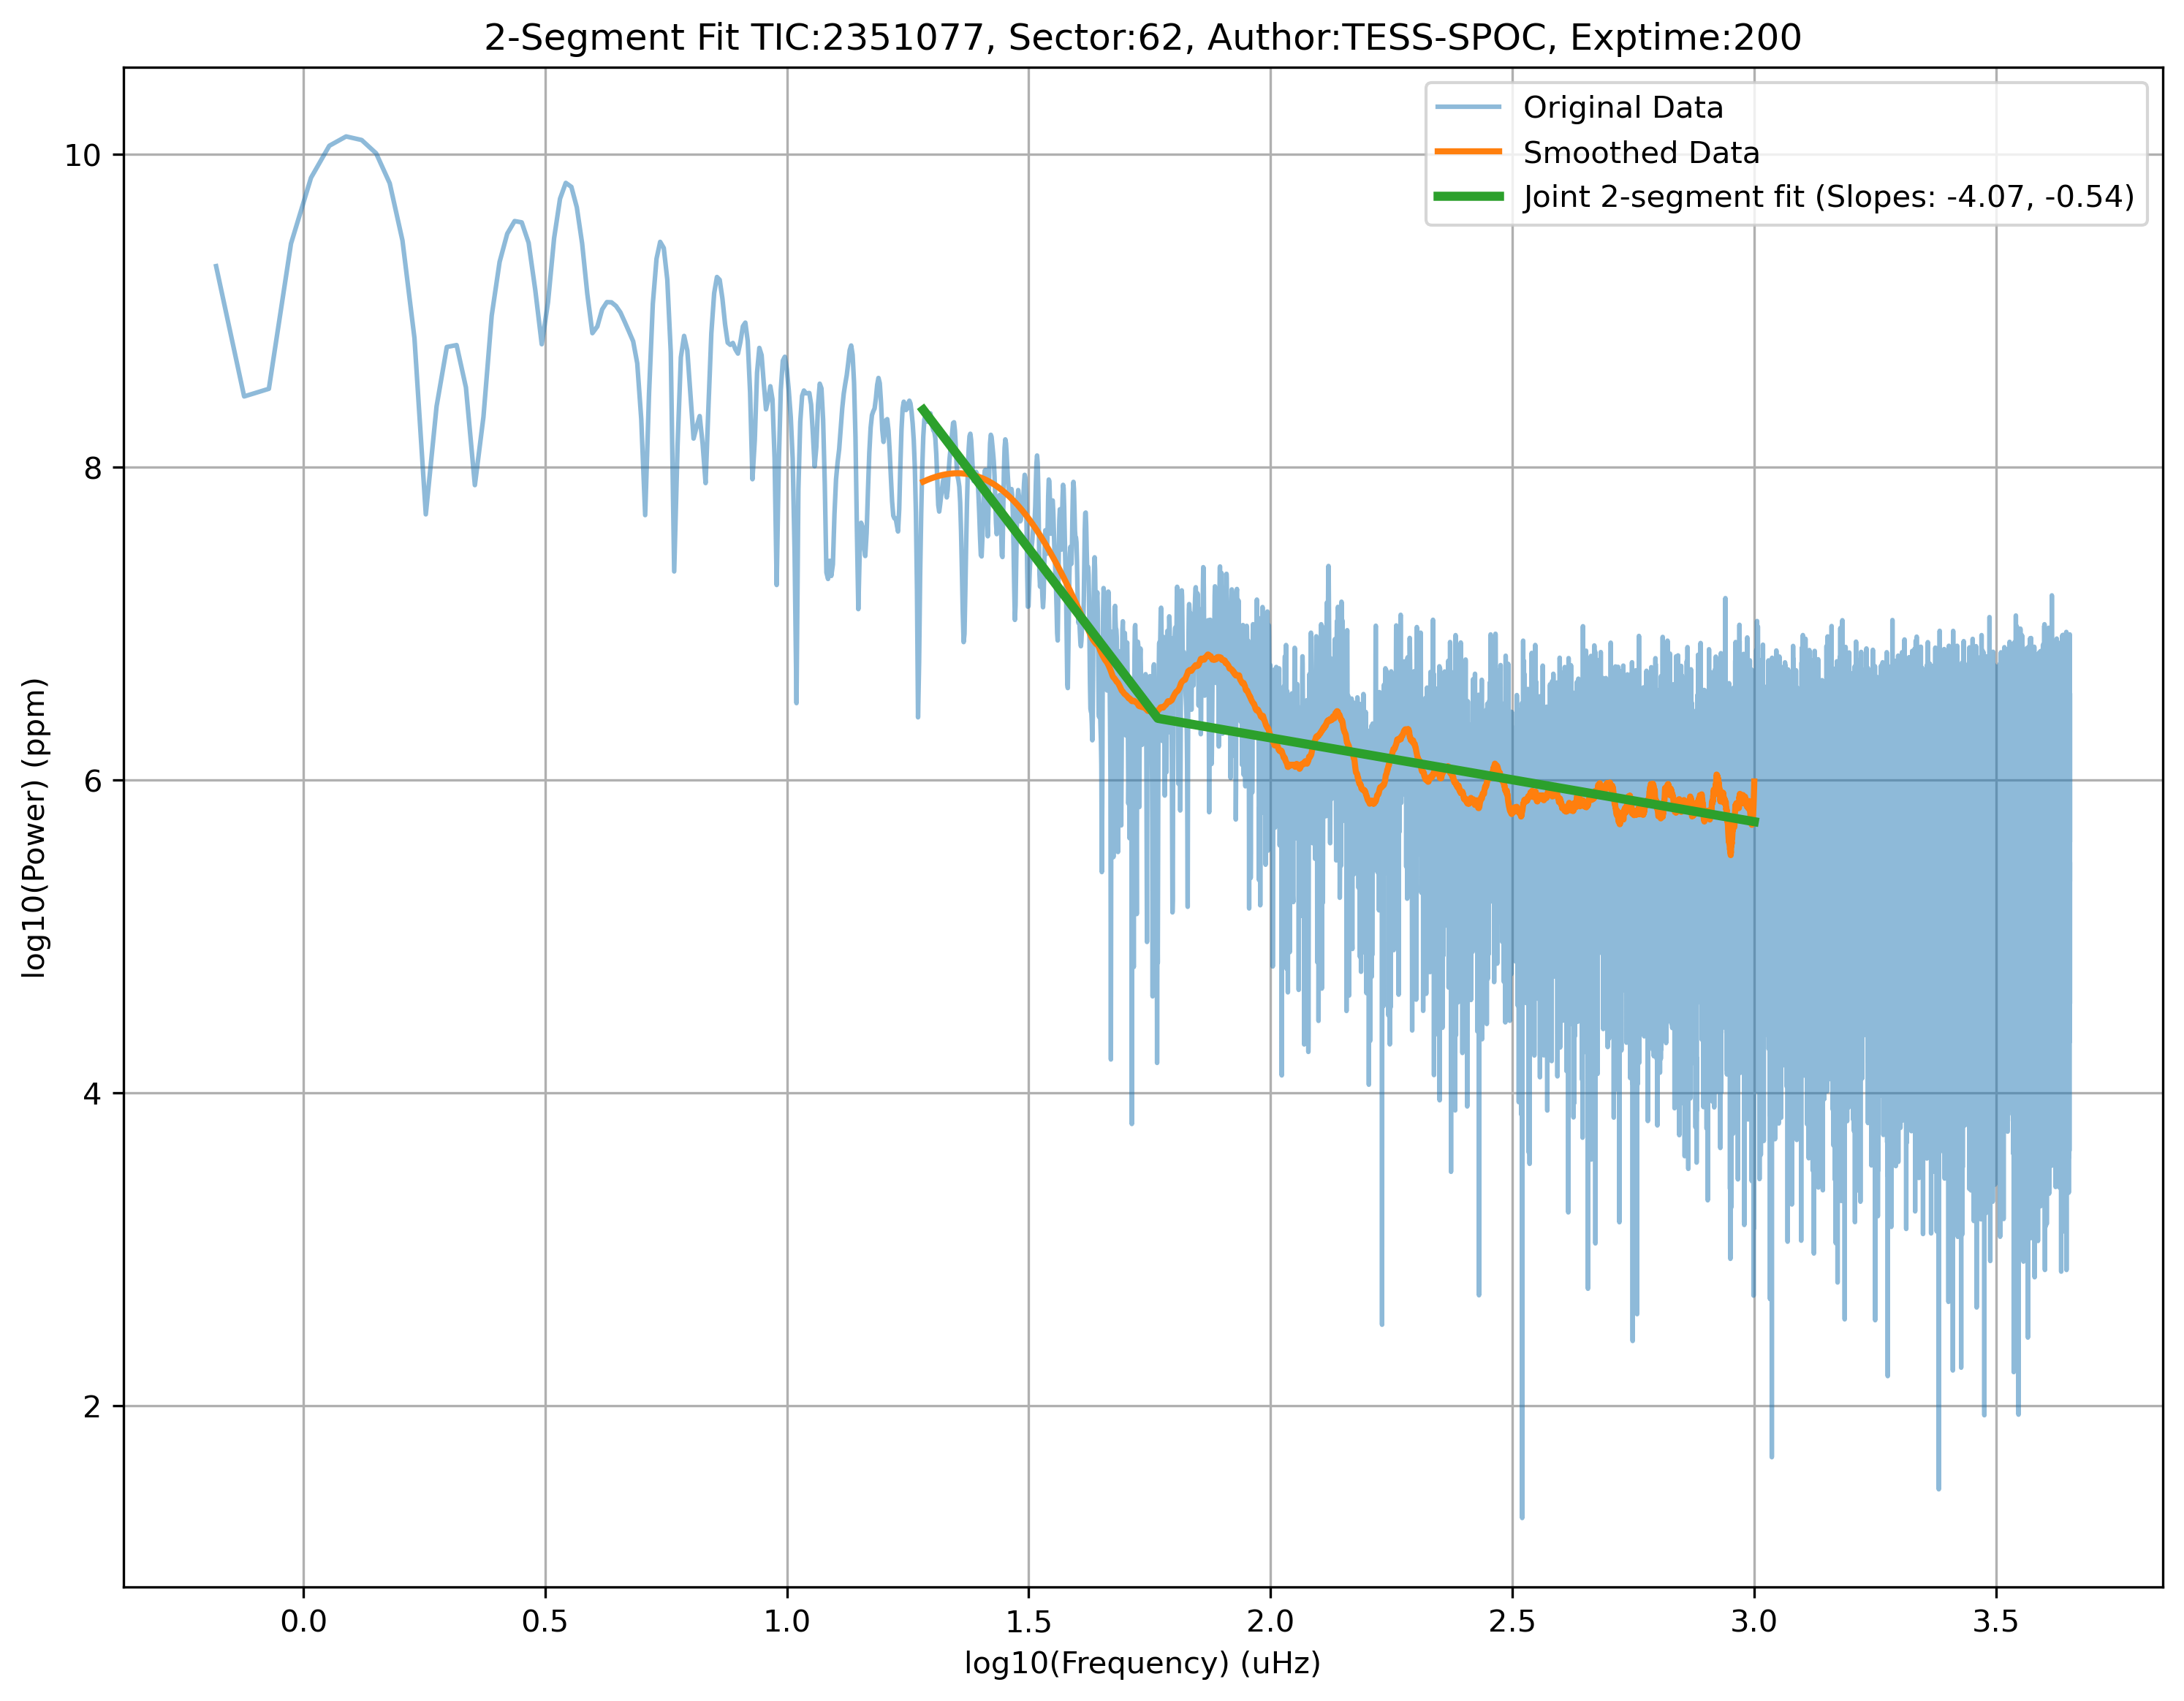 2-Segment Fit TIC:2351077, Sector:62, Author:TESS-SPOC, Exptime:200
Original Data
Smoothed Data
Joint 2-segment fit (Slopes: -4.07, -0.54)
log10(Power) (ppm)
10
8
6
4
2
0.0 0.5 1.0 1.5 2.0 2.5 3.0 3.5
log10(Frequency) (uHz)